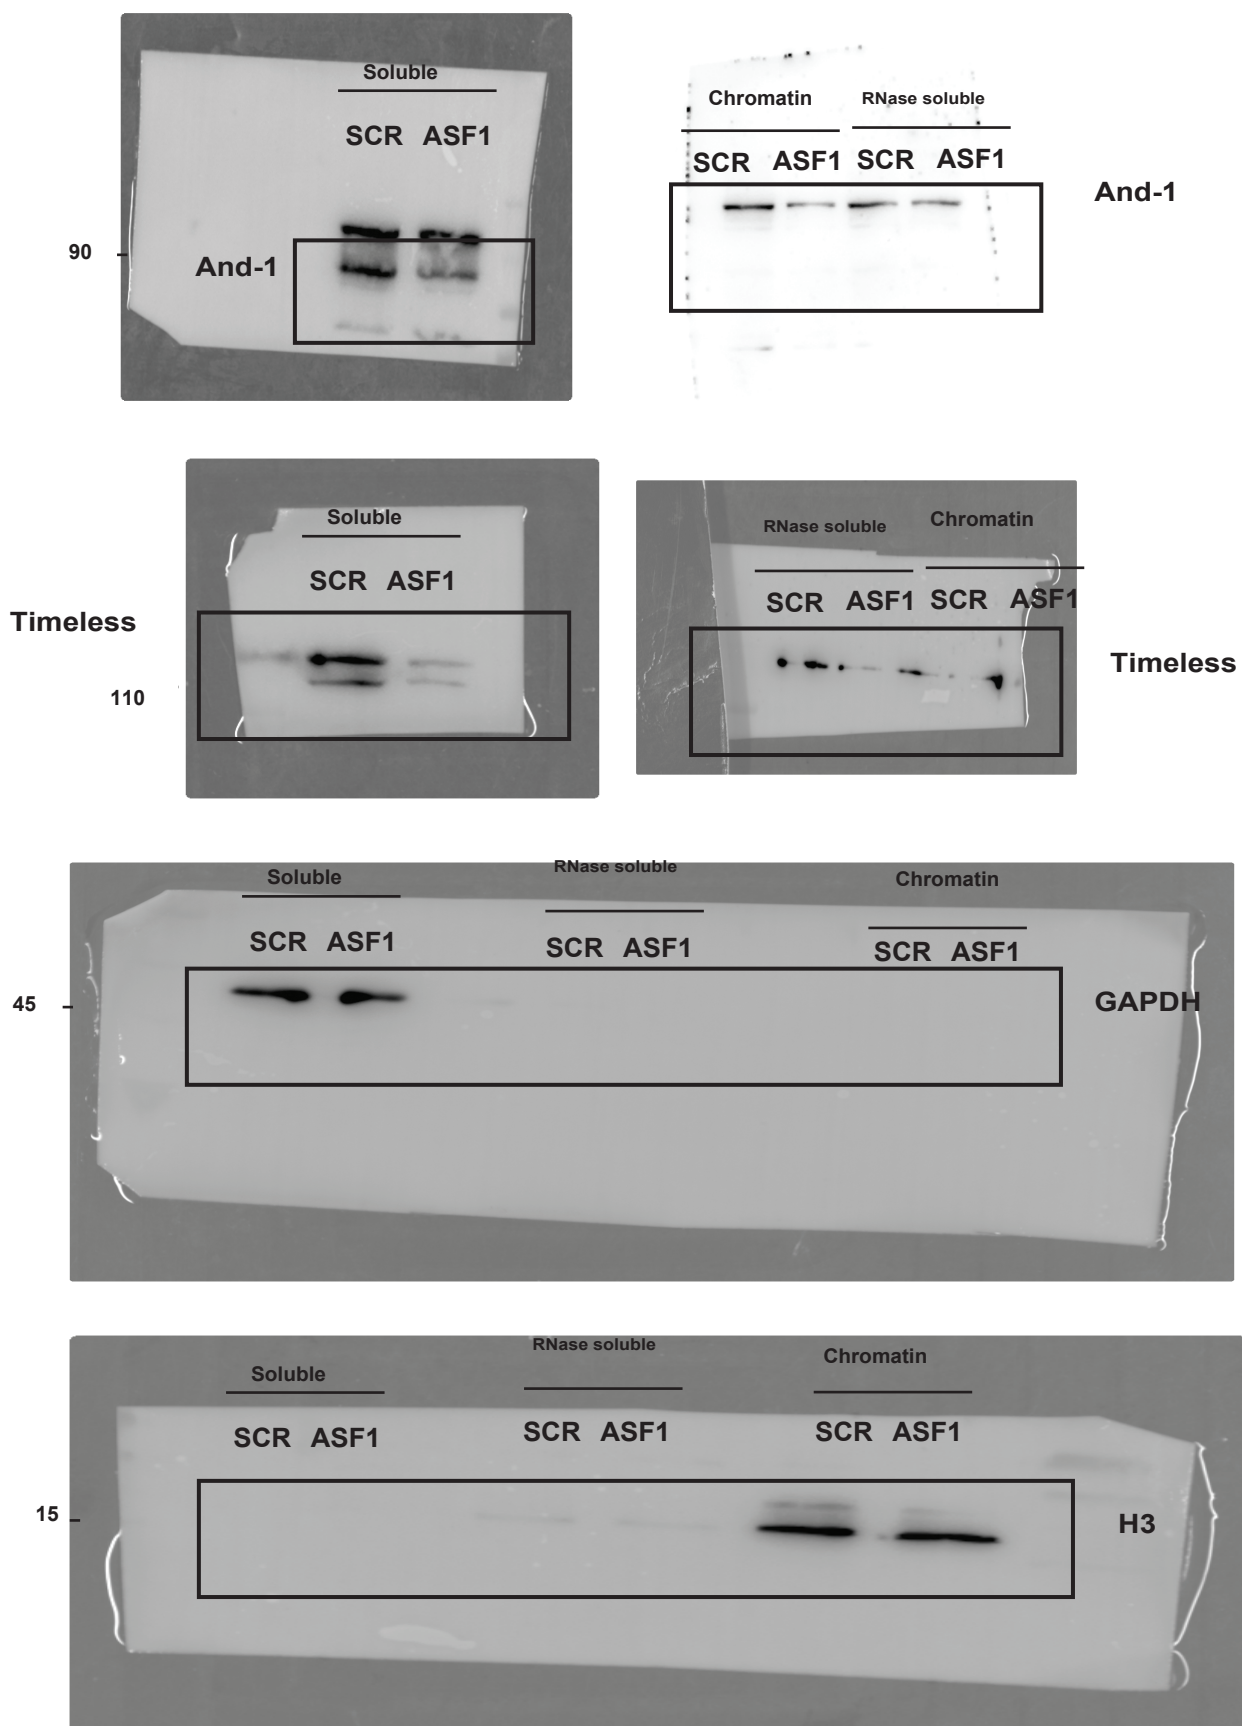 Soluble
SCR ASF1
90
And-1
Chromatin RNase soluble
SCR ASF1 SCR ASF1
And-1
Soluble
SCR ASF1
Timeless
110
RNase soluble Chromatin
SCR ASF1 SCR ASF1
Timeless
Soluble RNase soluble Chromatin
SCR ASF1 SCR ASF1 SCR ASF1
45
GAPDH
Soluble RNase soluble Chromatin
SCR ASF1 SCR ASF1 SCR ASF1
15
H3